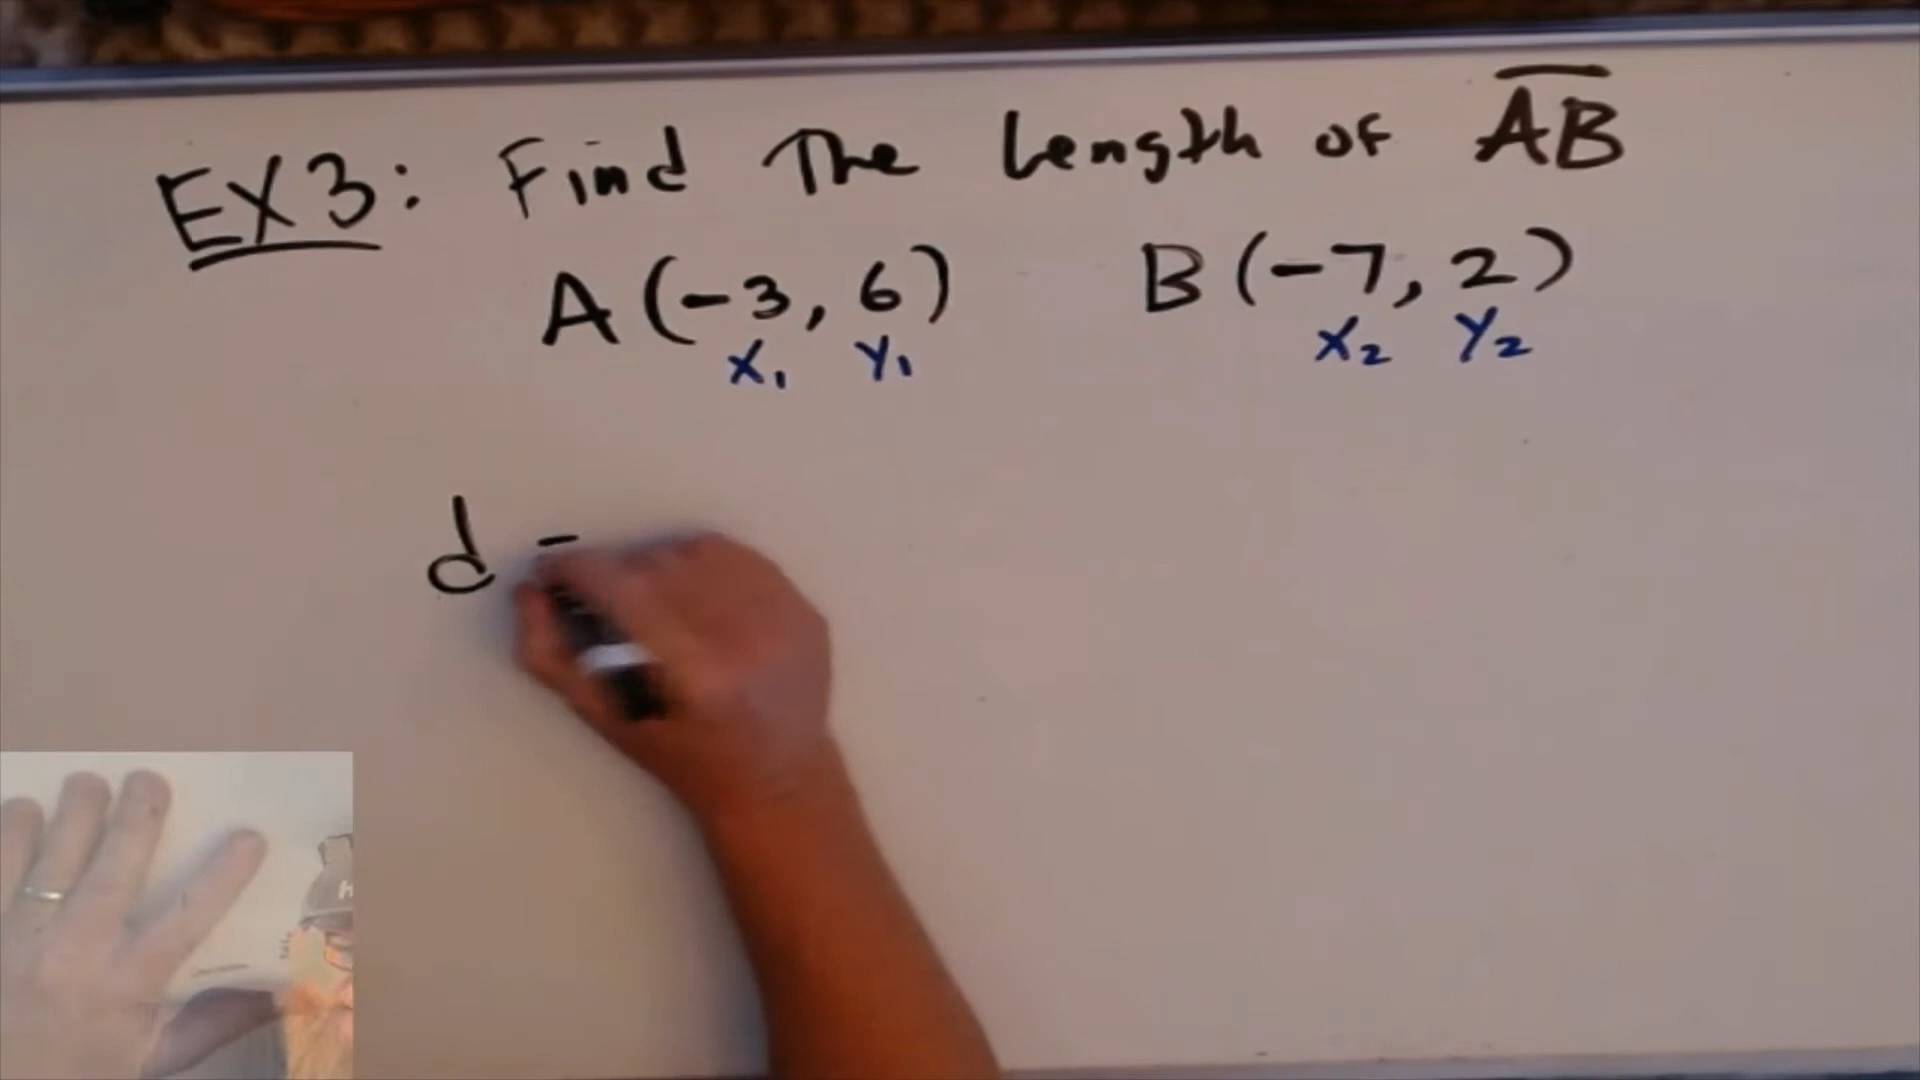 EX3: Find The Length of AB
A(-3, 6) B(-7, 2)
X₁ Y₁ X₂ Y₂
d =